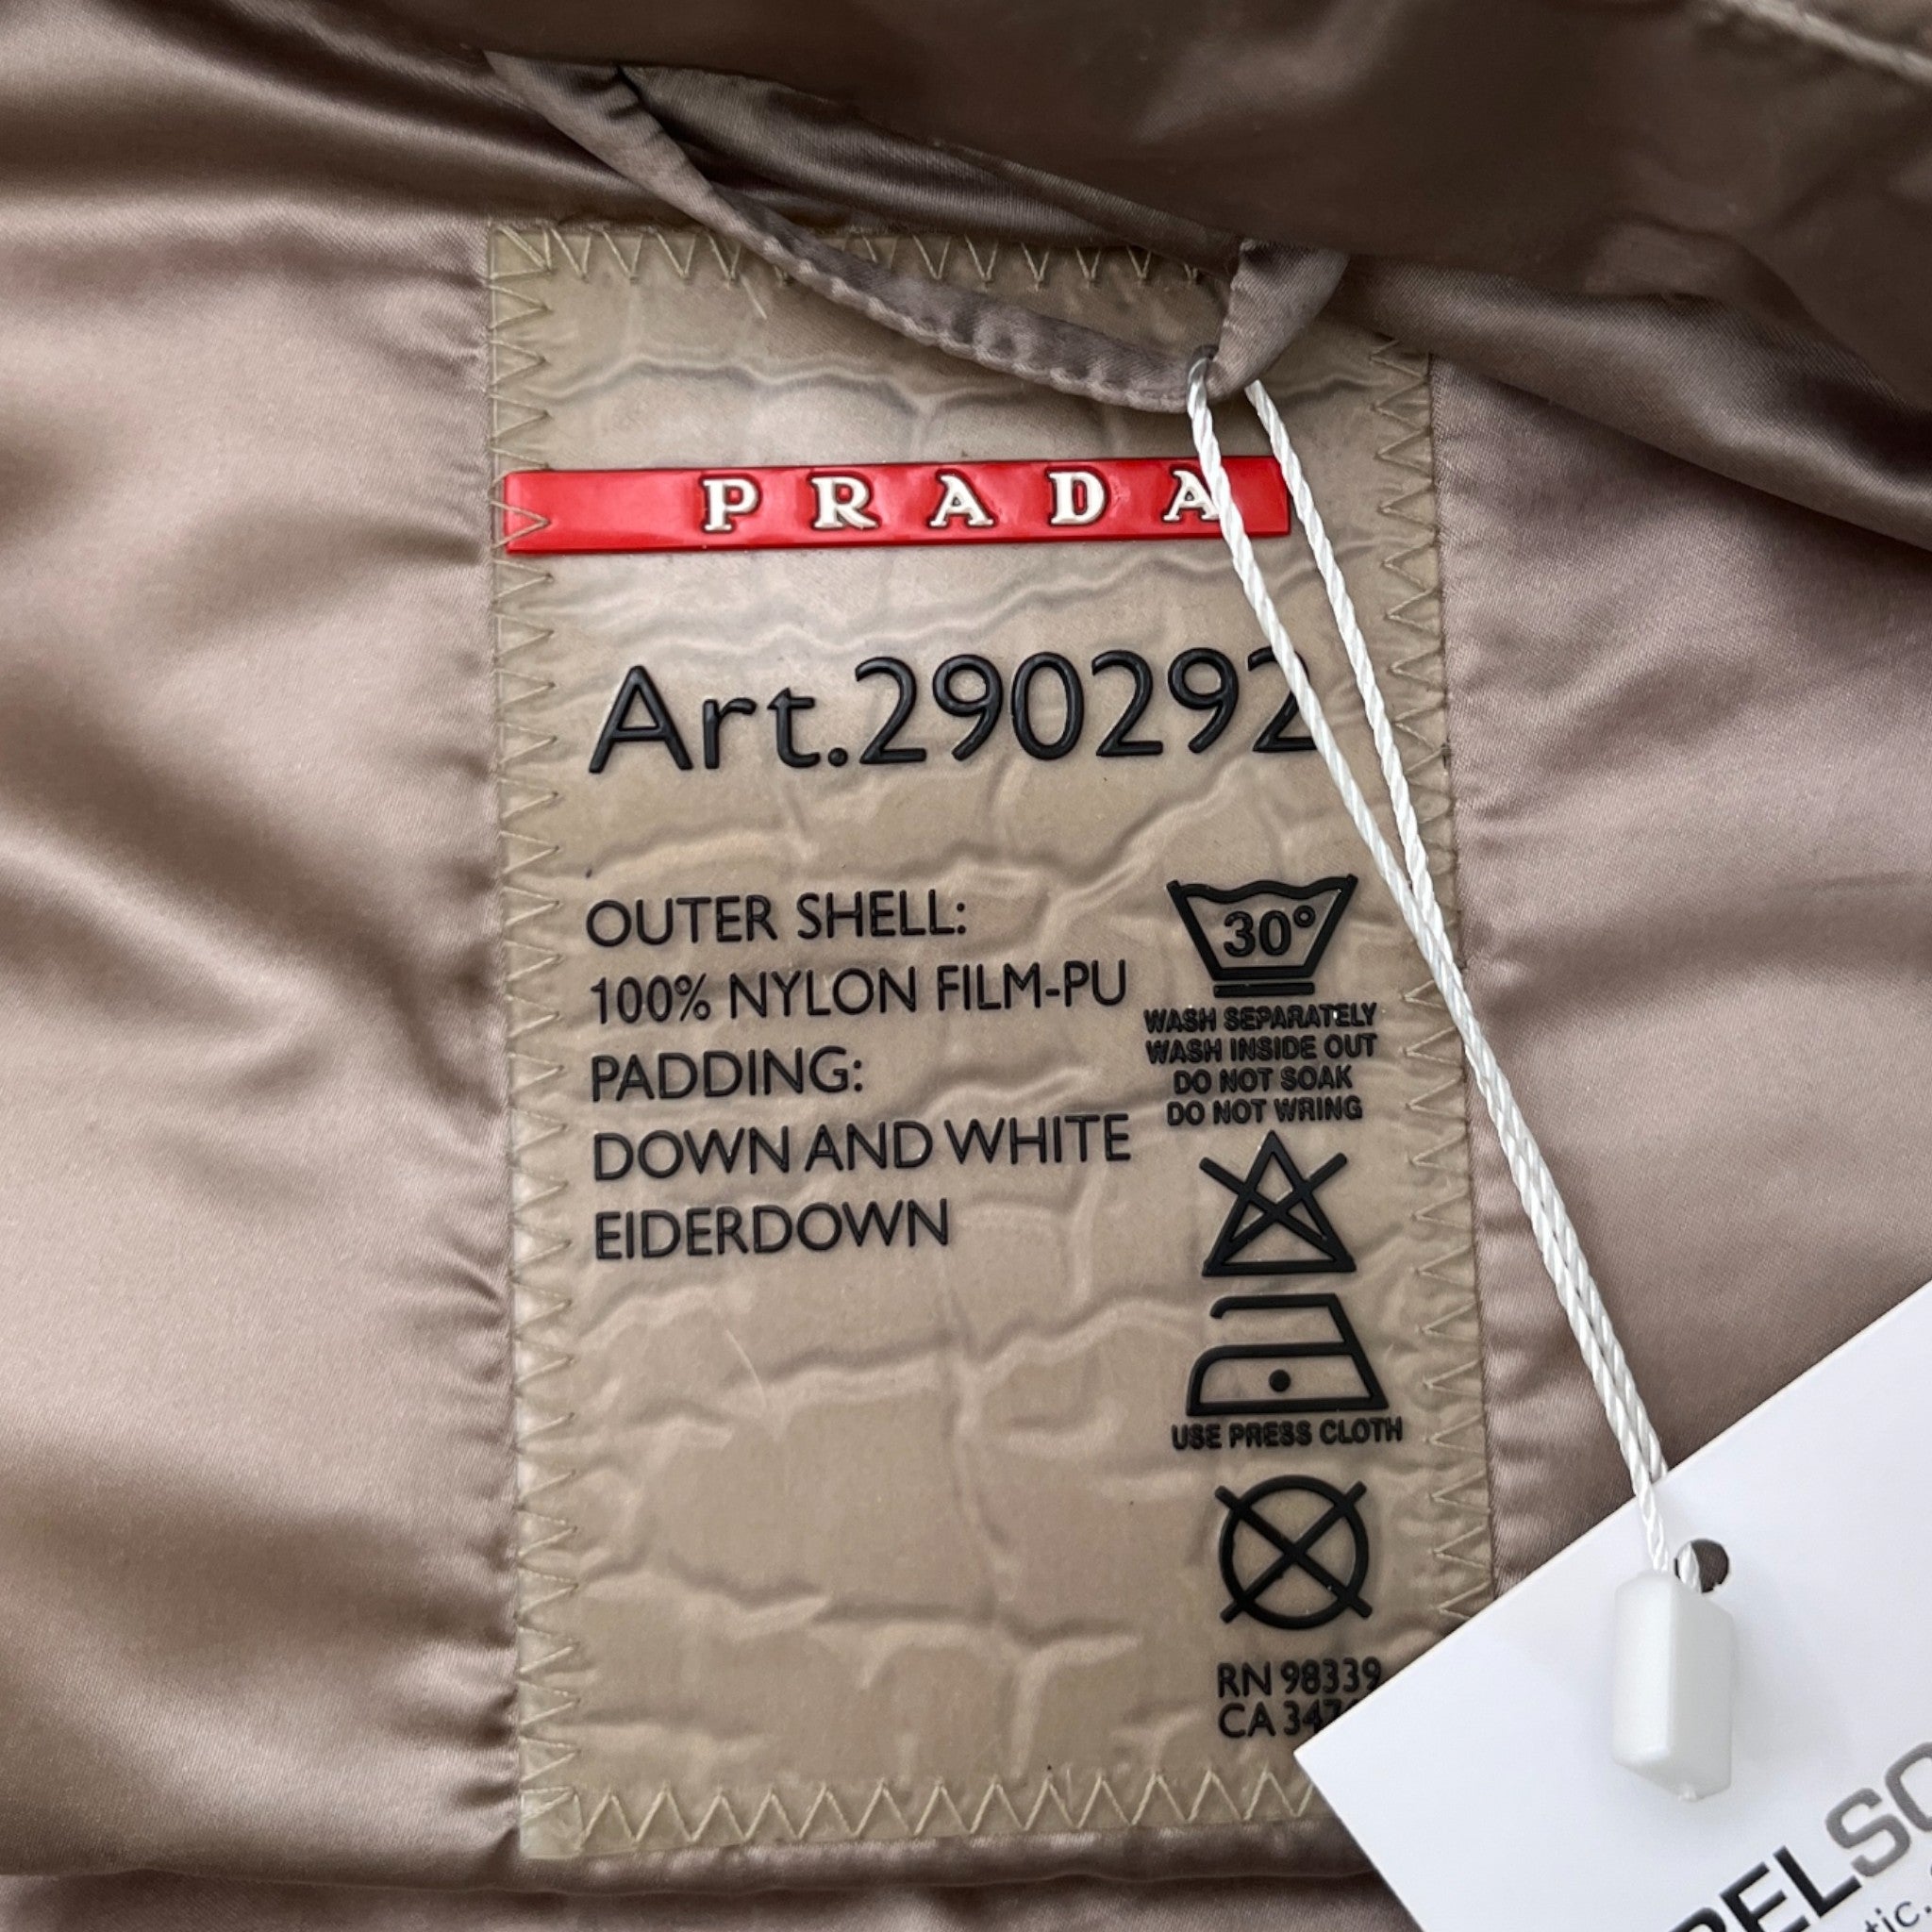 PRADA
Art.290292
OUTER SHELL:
100% NYLON FILM-PU
PADDING:
DOWN AND WHITE
EIDERDOWN
30°
WASH SEPARATELY
WASH INSIDE OUT
DO NOT SOAK
DO NOT WRING
USE PRESS CLOTH
RN 98339
CA